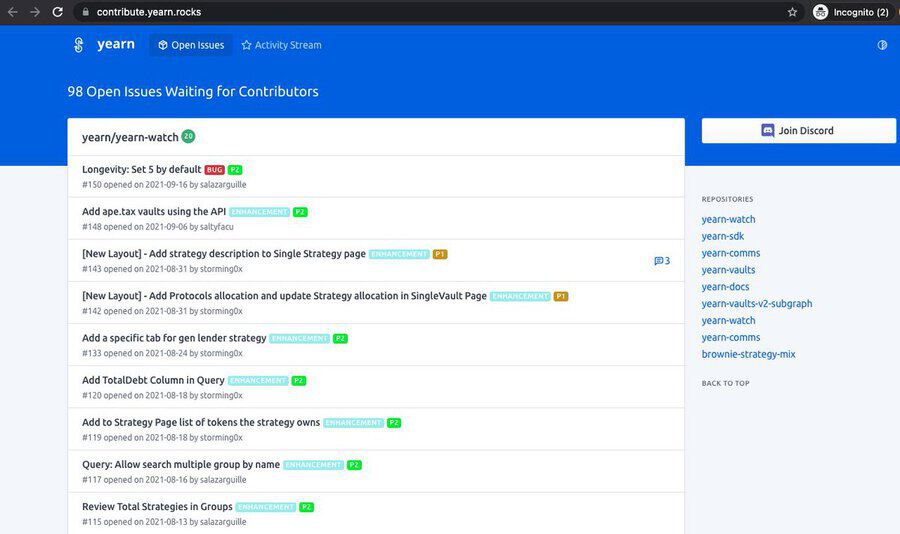 contribute.yearn.rocks
Incognito (2)
yearn Open Issues Activity Stream
98 Open Issues Waiting for Contributors
yearn/yearn-watch 20
Longevity: Set 5 by default BUG P2
#150 opened on 2021-09-16 by salazarguille
Add ape.tax vaults using the API ENHANCEMENT P2
#148 opened on 2021-09-06 by saltyfacu
[New Layout] - Add strategy description to Single Strategy page ENHANCEMENT P1
#143 opened on 2021-08-31 by storming0x
3
[New Layout] - Add Protocols allocation and update Strategy allocation in SingleVault Page ENHANCEMENT P1
#142 opened on 2021-08-31 by storming0x
Add a specific tab for gen lender strategy ENHANCEMENT P2
#133 opened on 2021-08-24 by storming0x
Add TotalDebt Column in Query ENHANCEMENT P2
#120 opened on 2021-08-18 by storming0x
Add to Strategy Page list of tokens the strategy owns ENHANCEMENT P2
#119 opened on 2021-08-18 by storming0x
Query: Allow search multiple group by name ENHANCEMENT P2
#117 opened on 2021-08-16 by salazarguille
Review Total Strategies in Groups ENHANCEMENT P2
#115 opened on 2021-08-13 by salazarguille
Join Discord
REPOSITORIES
yearn-watch
yearn-sdk
yearn-comms
yearn-vaults
yearn-docs
yearn-vaults-v2-subgraph
yearn-watch
yearn-comms
brownie-strategy-mix
BACK TO TOP